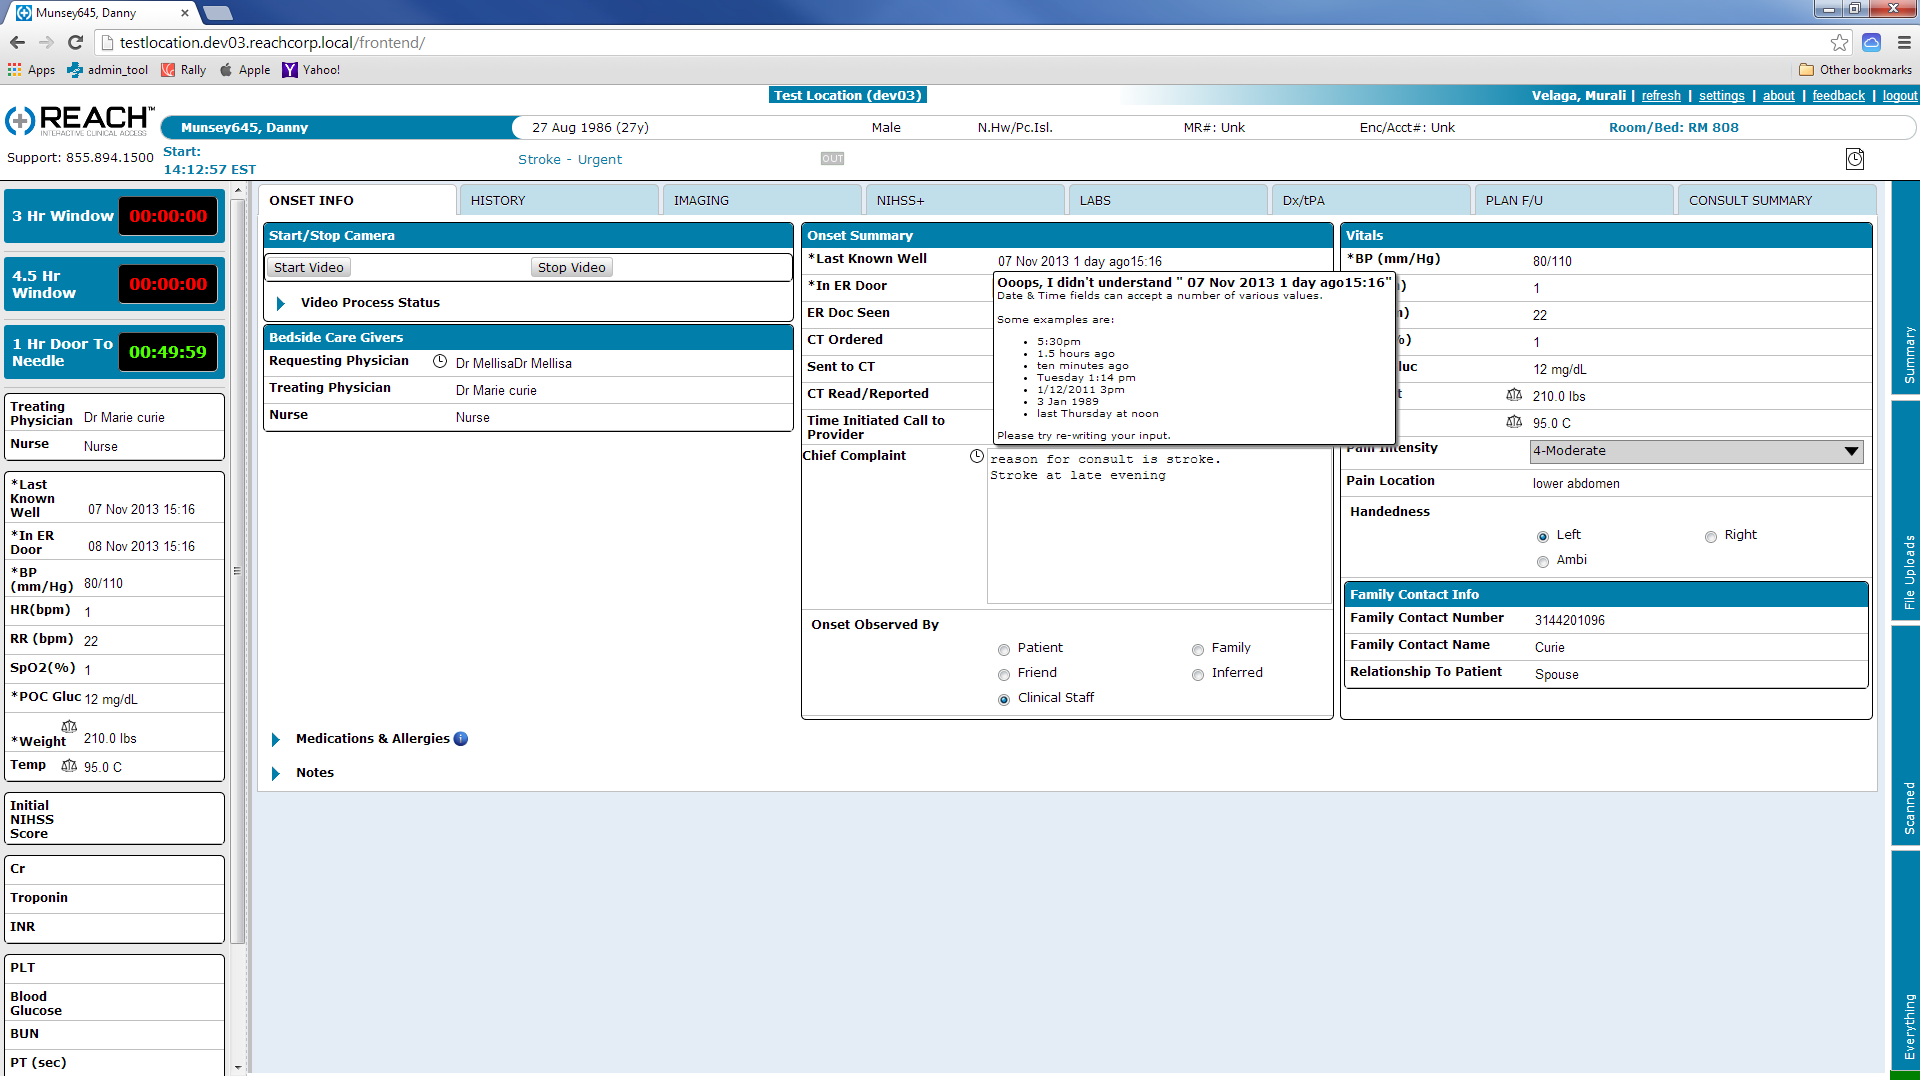 Munsey645, Danny
testlocation.dev03.reachcorp.local/frontend/
Apps admin_tool Rally Apple Yahoo! Other bookmarks
REACH™
INTERACTIVE CLINICAL ACCESS
Support: 855.894.1500
Test Location (dev03)
Velaga, Murali | refresh | settings | about | feedback | logout
Munsey645, Danny 27 Aug 1986 (27y) Male N.Hw/Pc.Isl. MR#: Unk Enc/Acct#: Unk Room/Bed: RM 808
Start:
14:12:57 EST
Stroke - Urgent
OUT
3 Hr Window 00:00:00
4.5 Hr
Window
00:00:00
1 Hr Door To
Needle
00:49:59
Treating
Physician Dr Marie curie
Nurse Nurse
*Last
Known
Well 07 Nov 2013 15:16
*In ER
Door 08 Nov 2013 15:16
*BP
(mm/Hg) 80/110
HR(bpm) 1
RR (bpm) 22
SpO2(%) 1
*POC Gluc 12 mg/dL
*Weight 210.0 lbs
Temp 95.0 C
Initial
NIHSS
Score
Cr
Troponin
INR
PLT
Blood
Glucose
BUN
PT (sec)
ONSET INFO HISTORY IMAGING NIHSS+ LABS Dx/tPA PLAN F/U CONSULT SUMMARY
Start/Stop Camera
Start Video Stop Video
Video Process Status
Bedside Care Givers
Requesting Physician Dr MellisaDr Mellisa
Treating Physician Dr Marie curie
Nurse Nurse
Medications & Allergies i
Notes
Onset Summary
*Last Known Well 07 Nov 2013 1 day ago15:16
*In ER Door
ER Doc Seen
CT Ordered
Sent to CT
CT Read/Reported
Time Initiated Call to
Provider
Ooops, I didn't understand " 07 Nov 2013 1 day ago15:16"
Date & Time fields can accept a number of various values.
Some examples are:
• 5:30pm
• 1.5 hours ago
• ten minutes ago
• Tuesday 1:14 pm
• 1/12/2011 3pm
• 3 Jan 1989
• last Thursday at noon
Please try re-writing your input.
Chief Complaint
reason for consult is stroke.
Stroke at late evening
Onset Observed By
Patient Family
Friend Inferred
Clinical Staff
Vitals
*BP (mm/Hg) 80/110
) 1
) 22
%) 1
luc 12 mg/dL
t 210.0 lbs
95.0 C
Pain Intensity 4-Moderate
Pain Location lower abdomen
Handedness
Left Right
Ambi
Family Contact Info
Family Contact Number 3144201096
Family Contact Name Curie
Relationship To Patient Spouse
Summary
File Uploads
Scanned
Everything